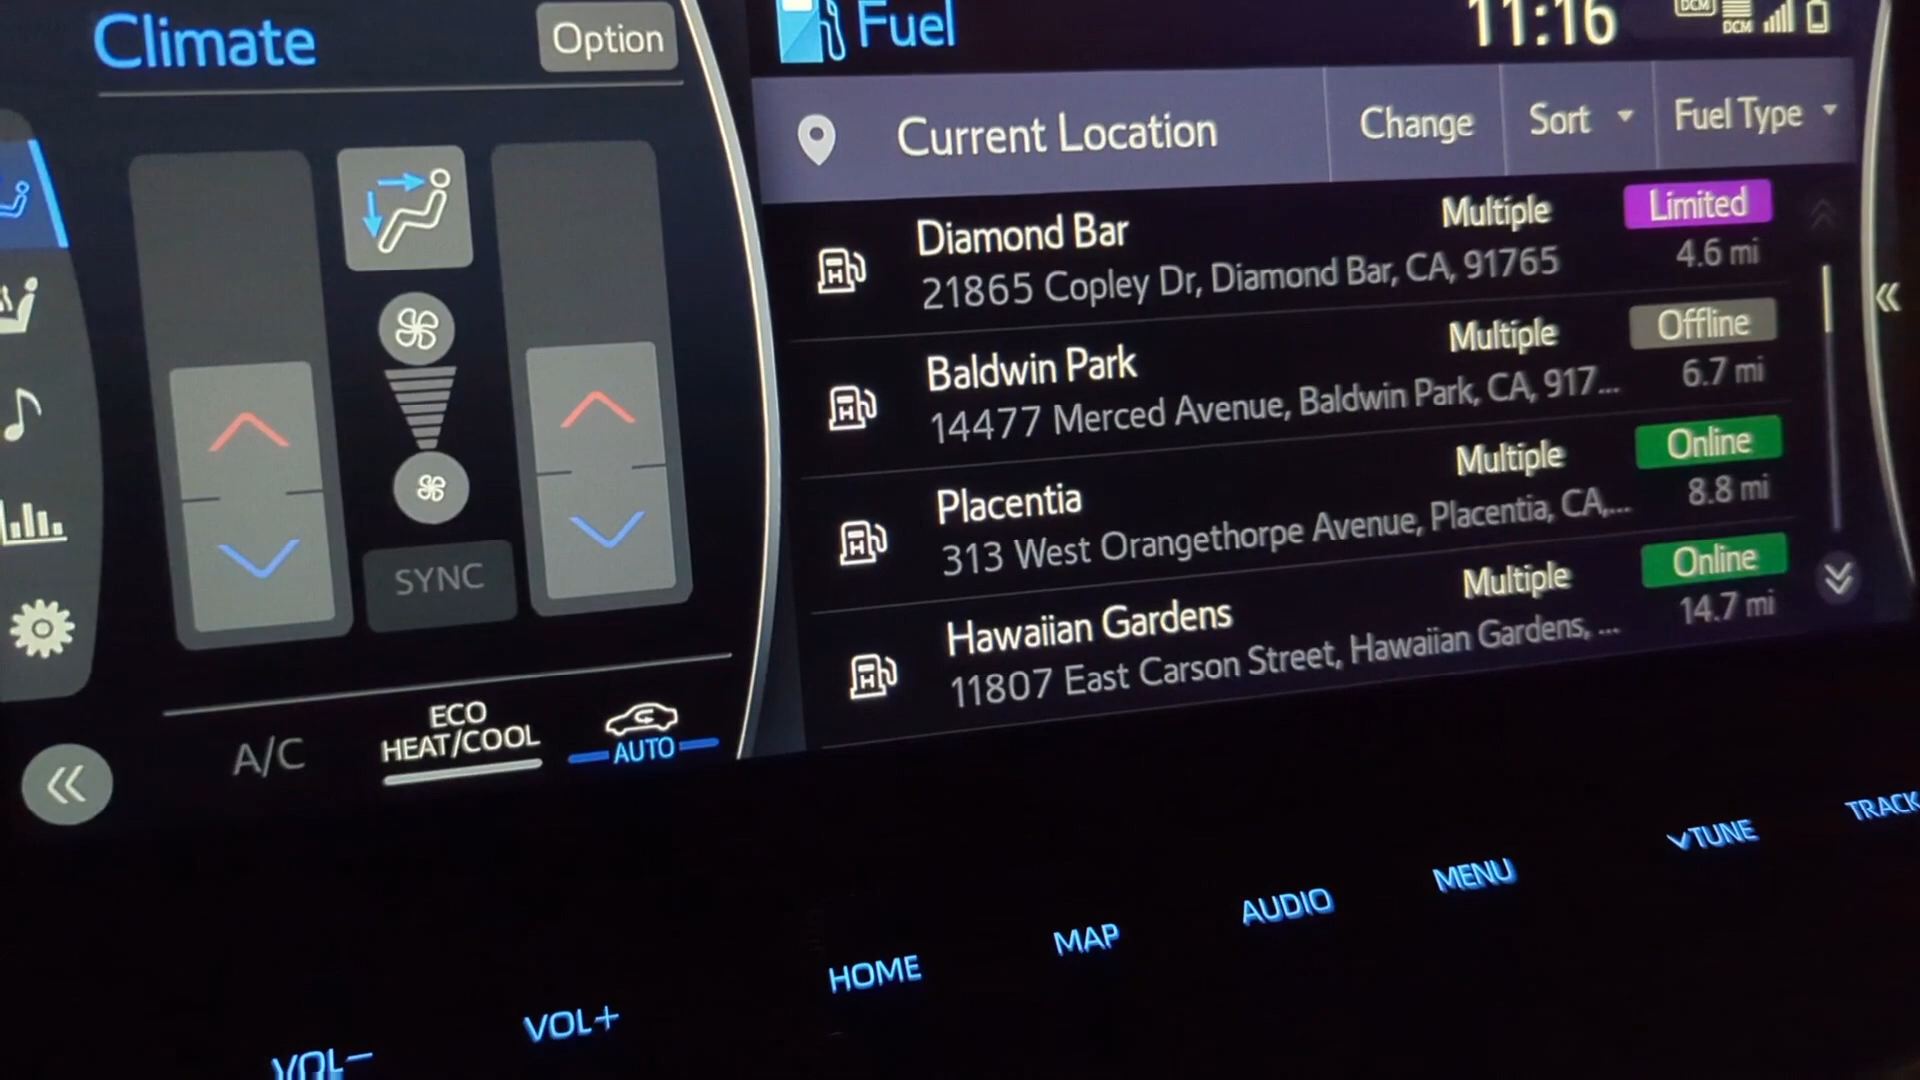 Climate
Option
SYNC
A/C
ECO
HEAT/COOL
AUTO
Fuel
11:16
DCM
DCM
Current Location
Change
Sort
Fuel Type
Diamond Bar
Multiple
Limited
21865 Copley Dr, Diamond Bar, CA, 91765
4.6 mi
Baldwin Park
Multiple
Offline
14477 Merced Avenue, Baldwin Park, CA, 917...
6.7 mi
Placentia
Multiple
Online
313 West Orangethorpe Avenue, Placentia, CA,...
8.8 mi
Hawaiian Gardens
Multiple
Online
11807 East Carson Street, Hawaiian Gardens, ...
14.7 mi
VOL-
VOL+
HOME
MAP
AUDIO
MENU
TUNE
TRACK